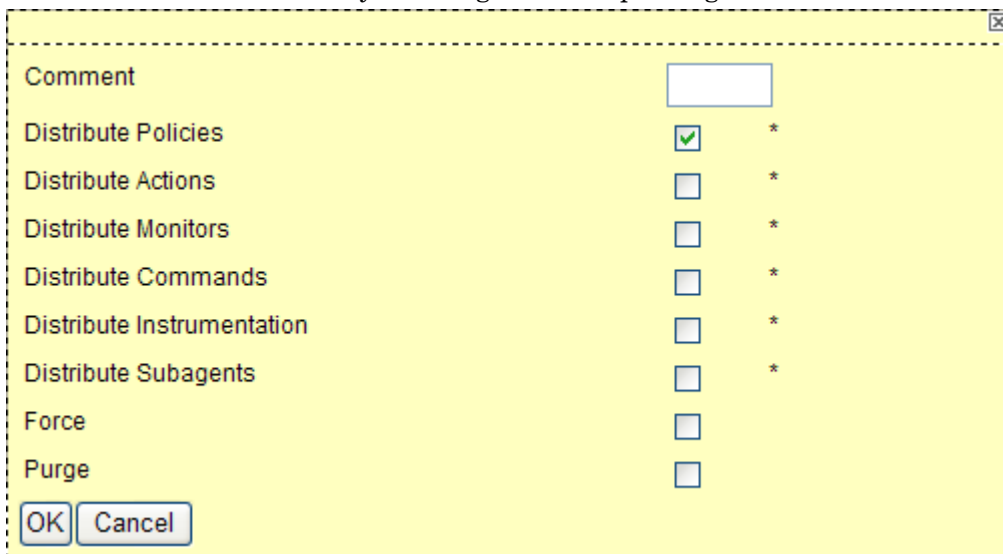 Comment
Distribute Policies *
Distribute Actions *
Distribute Monitors *
Distribute Commands *
Distribute Instrumentation *
Distribute Subagents *
Force
Purge
OK Cancel